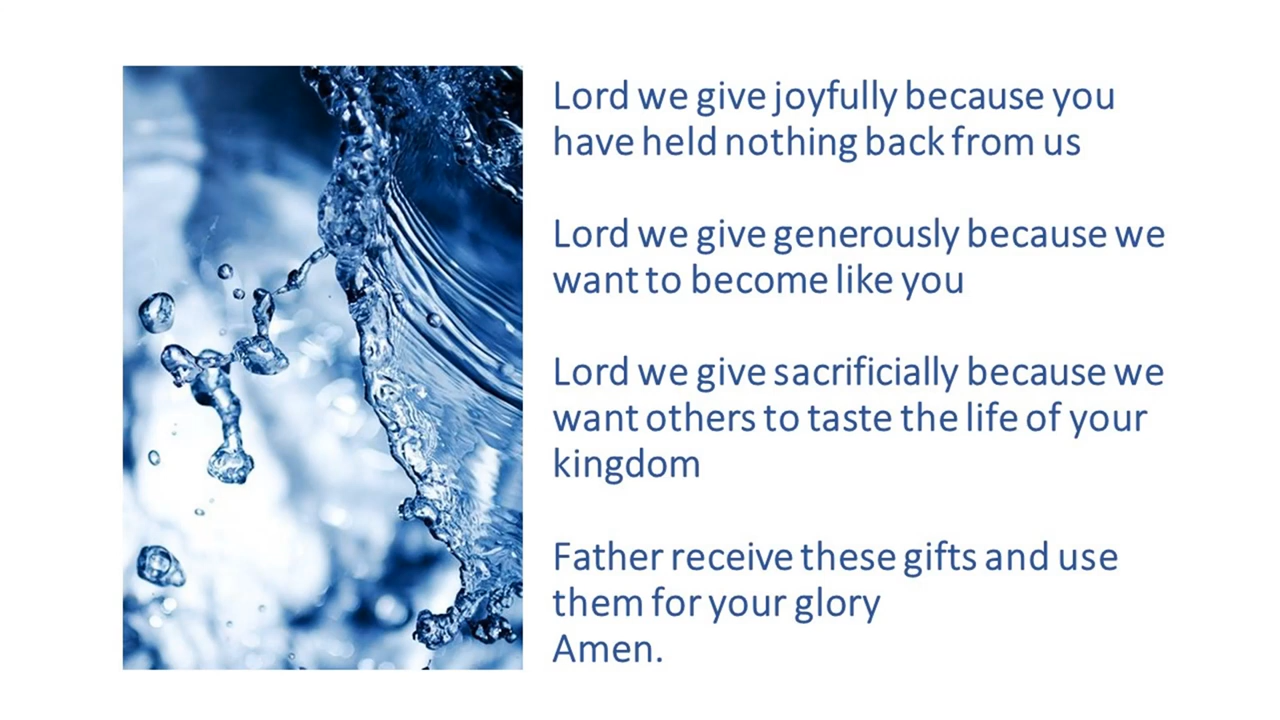 Lord we give joyfully because you
have held nothing back from us
Lord we give generously because we
want to become like you
Lord we give sacrificially because we
want others to taste the life of your
kingdom
Father receive these gifts and use
them for your glory
Amen.